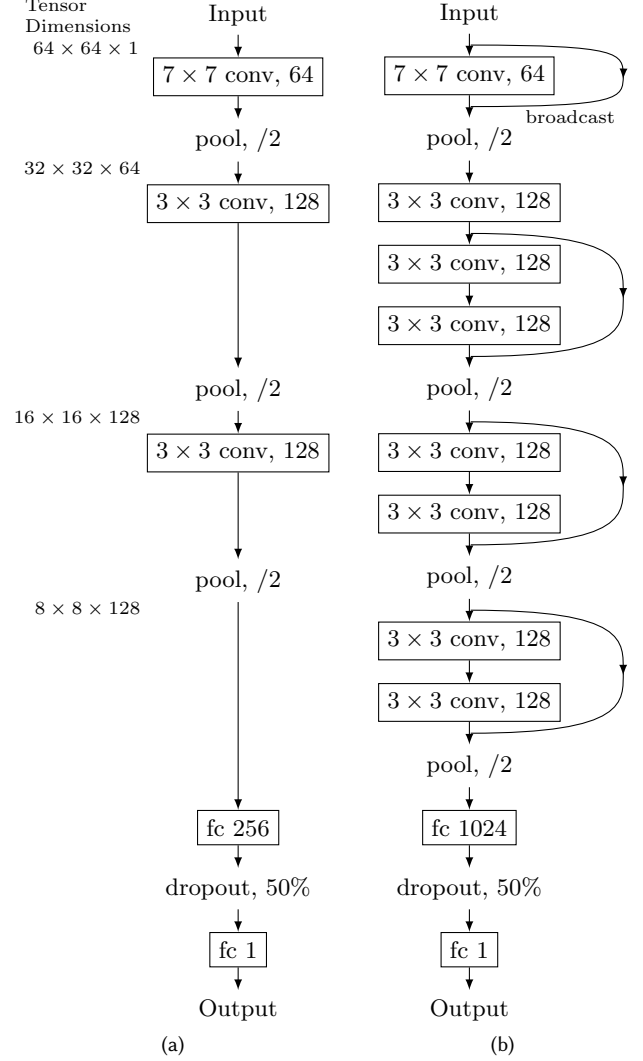 Tensor
Dimensions
64 × 64 × 1
32 × 32 × 64
16 × 16 × 128
8 × 8 × 128
Input
7 × 7 conv, 64
pool, /2
3 × 3 conv, 128
pool, /2
3 × 3 conv, 128
pool, /2
fc 256
dropout, 50%
fc 1
Output
(a)
Input
7 × 7 conv, 64
broadcast
pool, /2
3 × 3 conv, 128
3 × 3 conv, 128
3 × 3 conv, 128
pool, /2
3 × 3 conv, 128
3 × 3 conv, 128
pool, /2
3 × 3 conv, 128
3 × 3 conv, 128
pool, /2
fc 1024
dropout, 50%
fc 1
Output
(b)